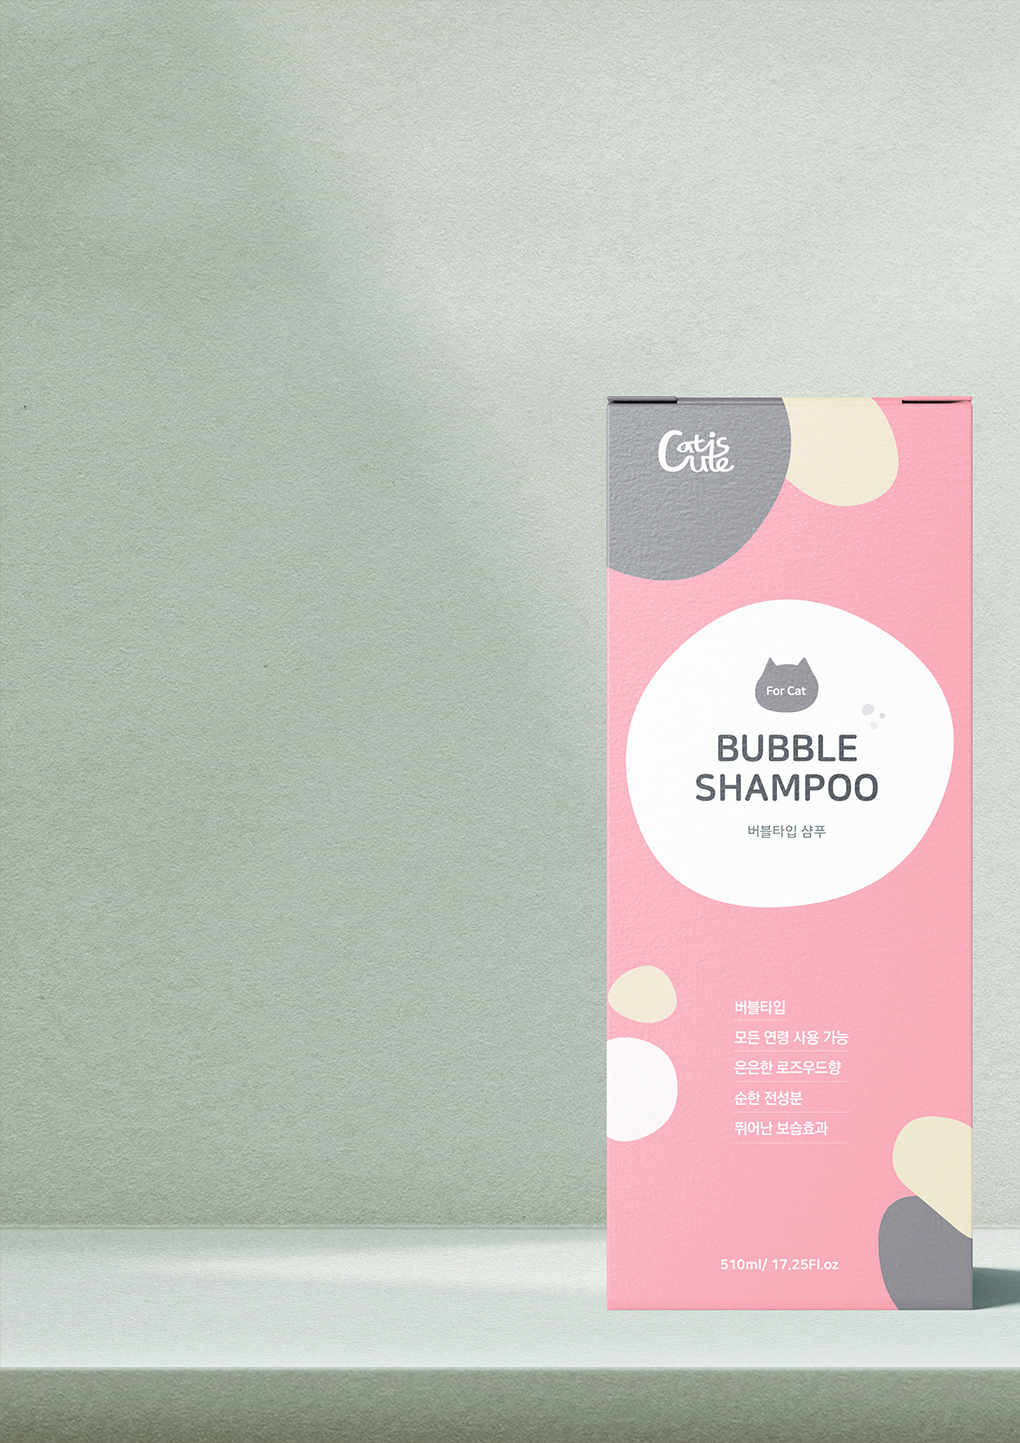 Cat is
Cute
For Cat
BUBBLE
SHAMPOO
버블타입 샴푸
버블타입
모든 연령 사용 가능
은은한 로즈우드향
순한 전성분
뛰어난 보습효과
510ml/ 17.25Fl.oz